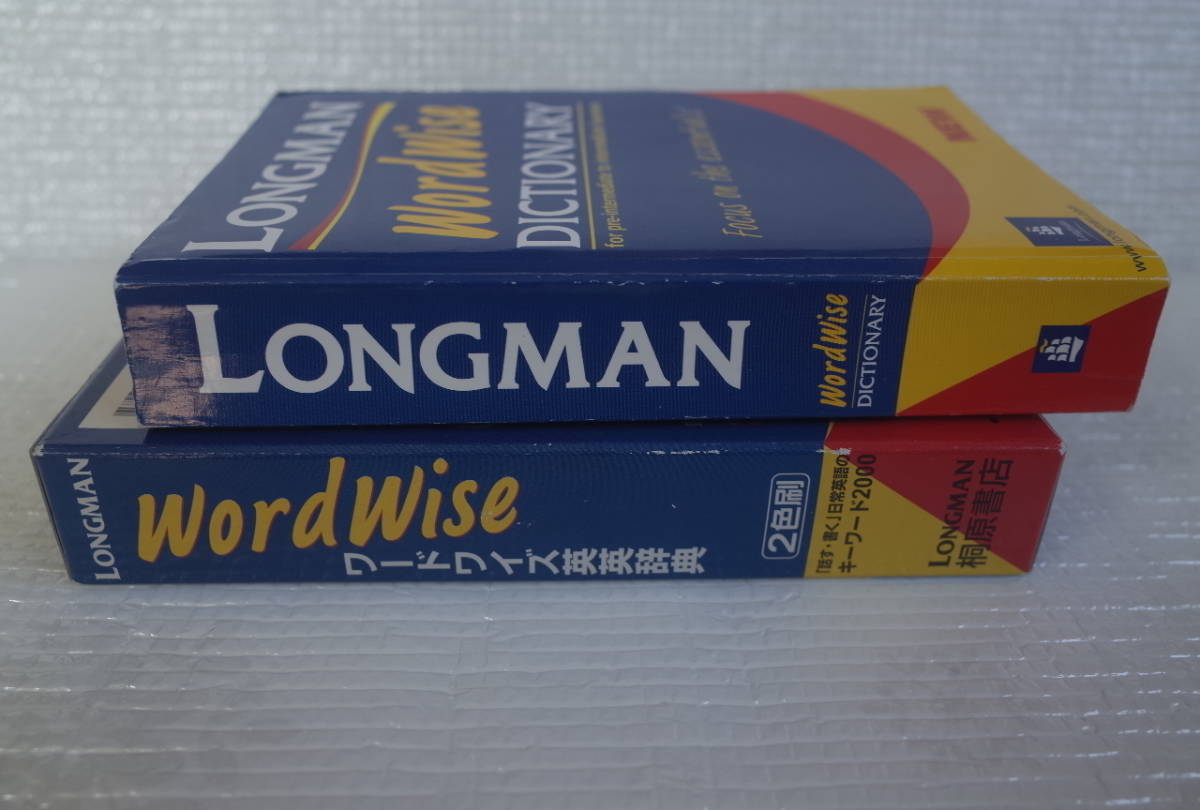 LONGMAN
WordWise
DICTIONARY
for pre-intermediate to intermediate
Focus on the essentials!
LONGMAN
WordWise
DICTIONARY
LONGMAN
WordWise
ワードワイズ英英辞典
2色刷
「話す・書く」日常英語の
キーワード2000
LONGMAN
桐原書店